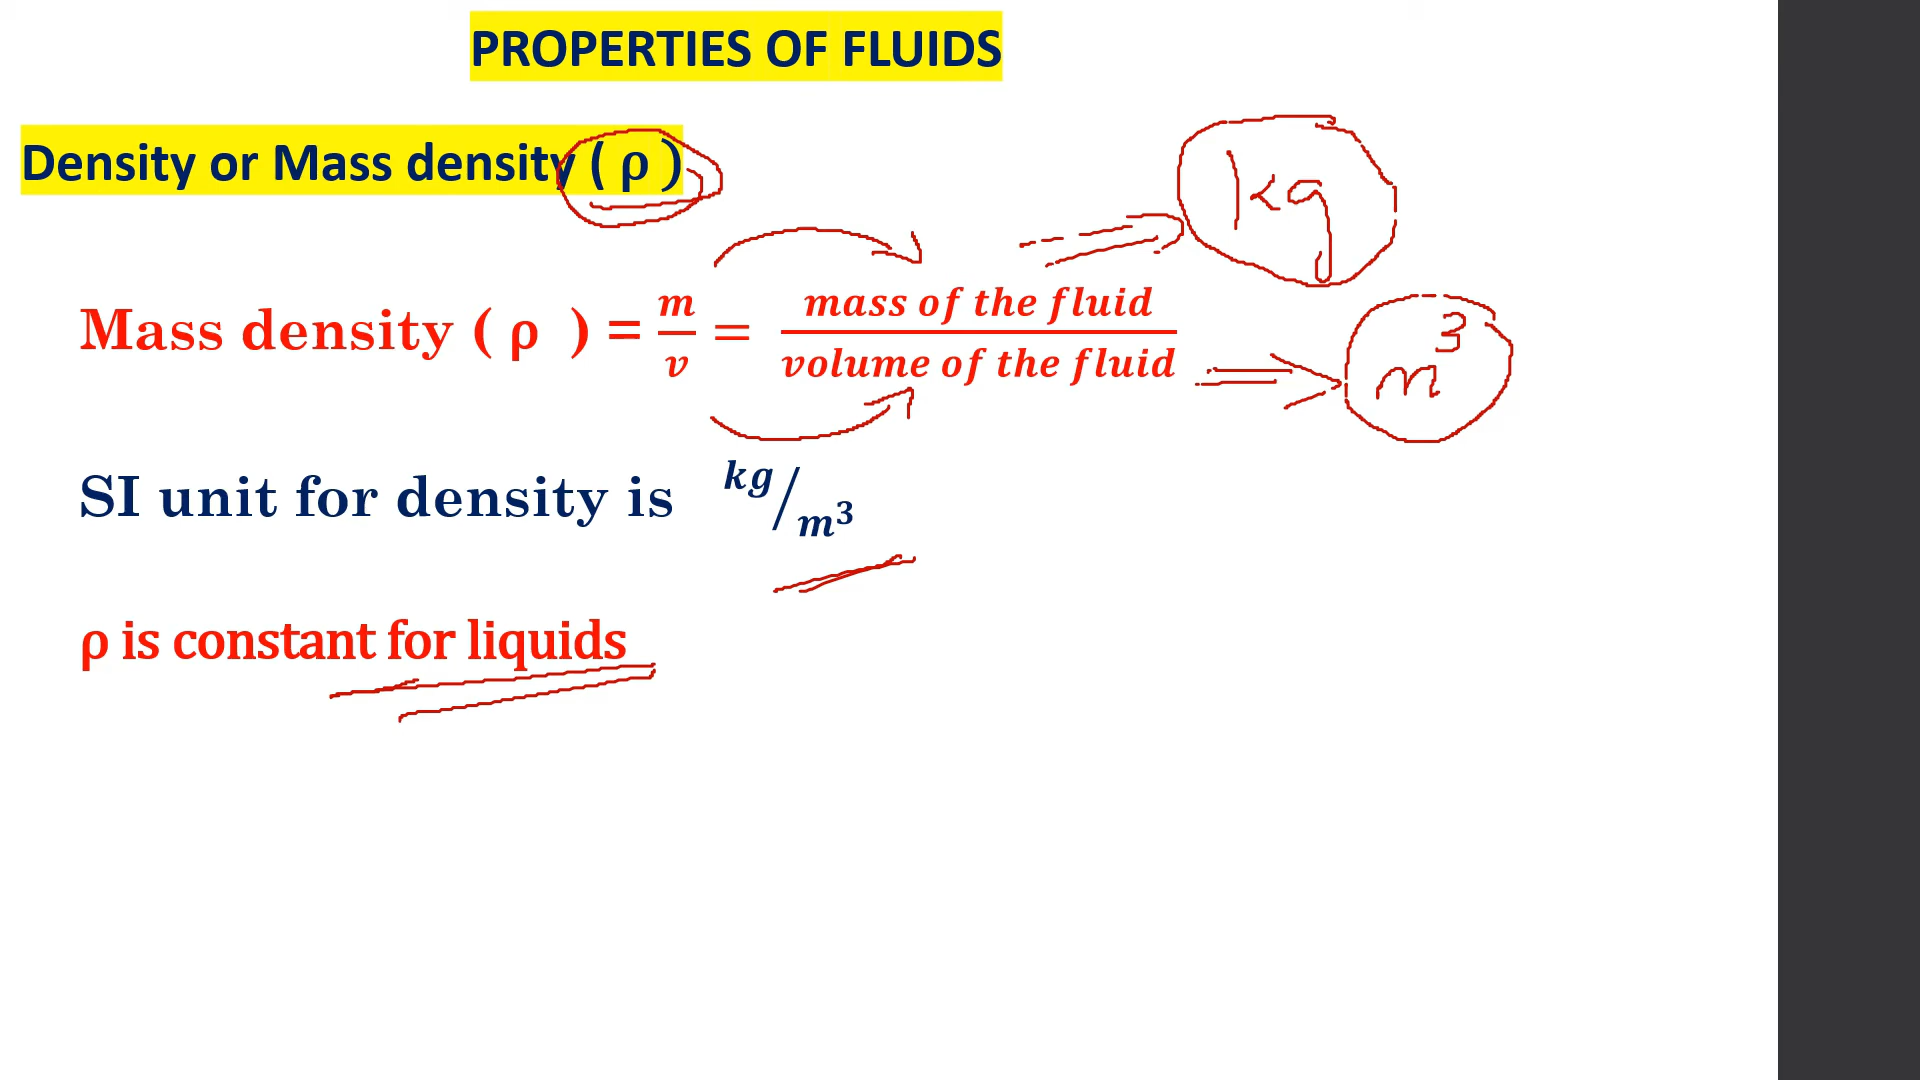 PROPERTIES OF FLUIDS
Density or Mass density ( ρ )
kg
Mass density ( ρ ) = m/v = mass of the fluid/volume of the fluid
m³
SI unit for density is kg/m³
ρ is constant for liquids